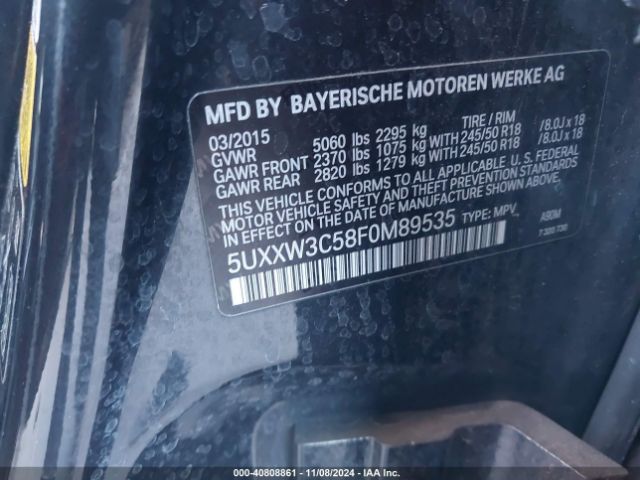 MFD BY BAYERISCHE MOTOREN WERKE AG
03/2015 TIRE / RIM
GVWR 5060 lbs 2295 kg
GAWR FRONT 2370 lbs 1075 kg WITH 245/50 R18 /8.0J x 18
GAWR REAR 2820 lbs 1279 kg WITH 245/50 R18 /8.0J x 18
THIS VEHICLE CONFORMS TO ALL APPLICABLE U.S. FEDERAL
MOTOR VEHICLE SAFETY AND THEFT PREVENTION STANDARDS
IN EFFECT ON THE DATE OF MANUFACTURE SHOWN ABOVE.
5UXXW3C58F0M89535 TYPE: MPV A90M
7 320 730
000-40808861 | 11/08/2024 | IAA Inc.